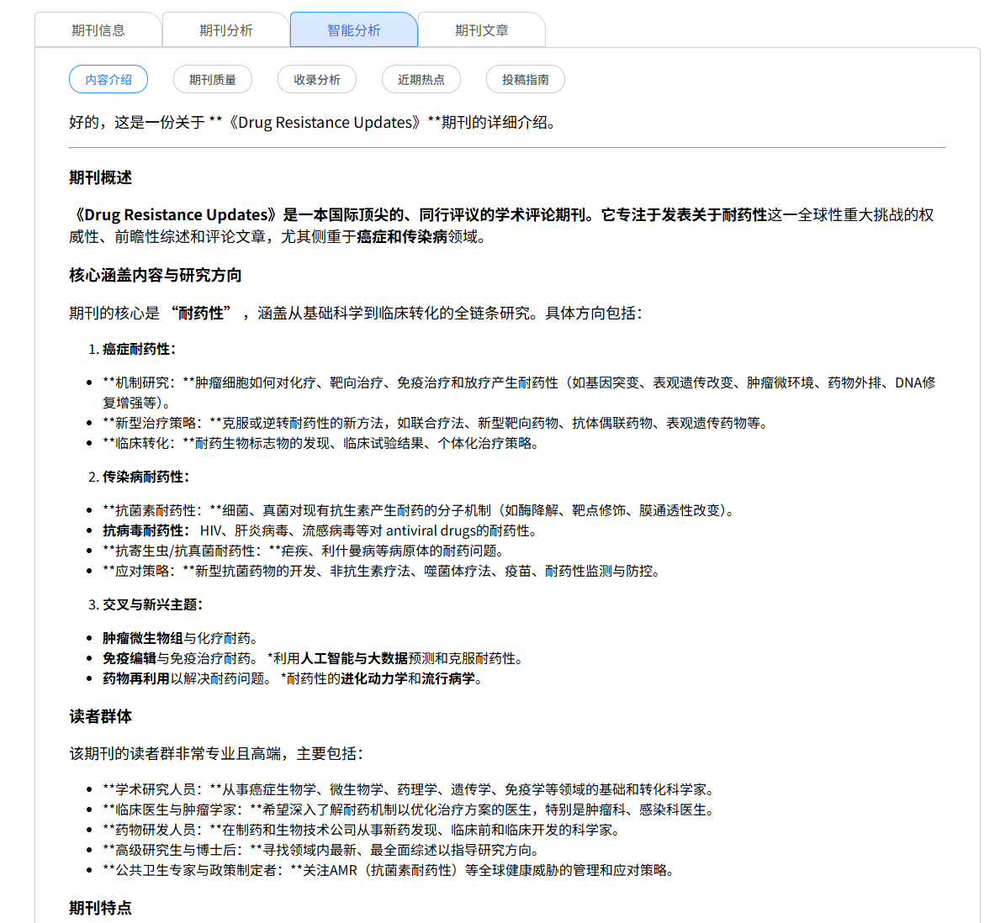 期刊信息
期刊分析
智能分析
期刊文章
内容介绍
期刊质量
收录分析
近期热点
投稿指南
好的，这是一份关于 **《Drug Resistance Updates》**期刊的详细介绍。
期刊概述
《Drug Resistance Updates》是一本国际顶尖的、同行评议的学术评论期刊。它专注于发表关于耐药性这一全球性重大挑战的权
威性、前瞻性综述和评论文章，尤其侧重于癌症和传染病领域。
核心涵盖内容与研究方向
期刊的核心是 “耐药性” ，涵盖从基础科学到临床转化的全链条研究。具体方向包括：
1. 癌症耐药性：
• **机制研究：**肿瘤细胞如何对化疗、靶向治疗、免疫治疗和放疗产生耐药性（如基因突变、表观遗传改变、肿瘤微环境、药物外排、DNA修
复增强等）。
• **新型治疗策略：**克服或逆转耐药性的新方法，如联合疗法、新型靶向药物、抗体偶联药物、表观遗传药物等。
• **临床转化：**耐药生物标志物的发现、临床试验结果、个体化治疗策略。
2. 传染病耐药性：
• **抗菌素耐药性：**细菌、真菌对现有抗生素产生耐药的分子机制（如酶降解、靶点修饰、膜通透性改变）。
• 抗病毒耐药性： HIV、肝炎病毒、流感病毒等对 antiviral drugs的耐药性。
• **抗寄生虫/抗真菌耐药性：**疟疾、利什曼病等病原体的耐药问题。
• **应对策略：**新型抗菌药物的开发、非抗生素疗法、噬菌体疗法、疫苗、耐药性监测与防控。
3. 交叉与新兴主题：
• 肿瘤微生物组与化疗耐药。
• 免疫编辑与免疫治疗耐药。 *利用人工智能与大数据预测和克服耐药性。
• 药物再利用以解决耐药问题。 *耐药性的进化动力学和流行病学。
读者群体
该期刊的读者群非常专业且高端，主要包括：
• **学术研究人员：**从事癌症生物学、微生物学、药理学、遗传学、免疫学等领域的基础和转化科学家。
• **临床医生与肿瘤学家：**希望深入了解耐药机制以优化治疗方案的医生，特别是肿瘤科、感染科医生。
• **药物研发人员：**在制药和生物技术公司从事新药发现、临床前和临床开发的科学家。
• **高级研究生与博士后：**寻找领域内最新、最全面综述以指导研究方向。
• **公共卫生专家与政策制定者：**关注AMR（抗菌素耐药性）等全球健康威胁的管理和应对策略。
期刊特点